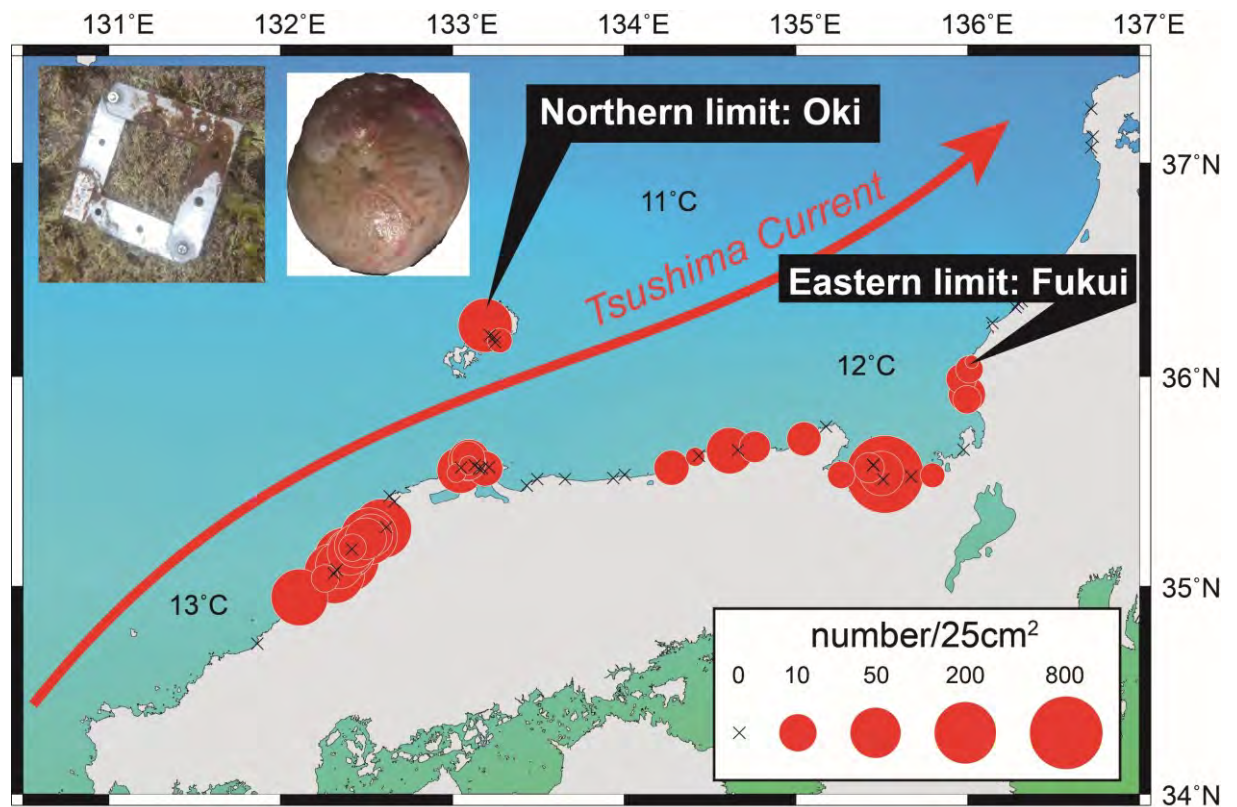 131˚E 132˚E 133˚E 134˚E 135˚E 136˚E 137˚E
Northern limit: Oki
37˚N
11˚C
Tsushima Current
Eastern limit: Fukui
12˚C
36˚N
13˚C
35˚N
number/25cm²
0 10 50 200 800
34˚N